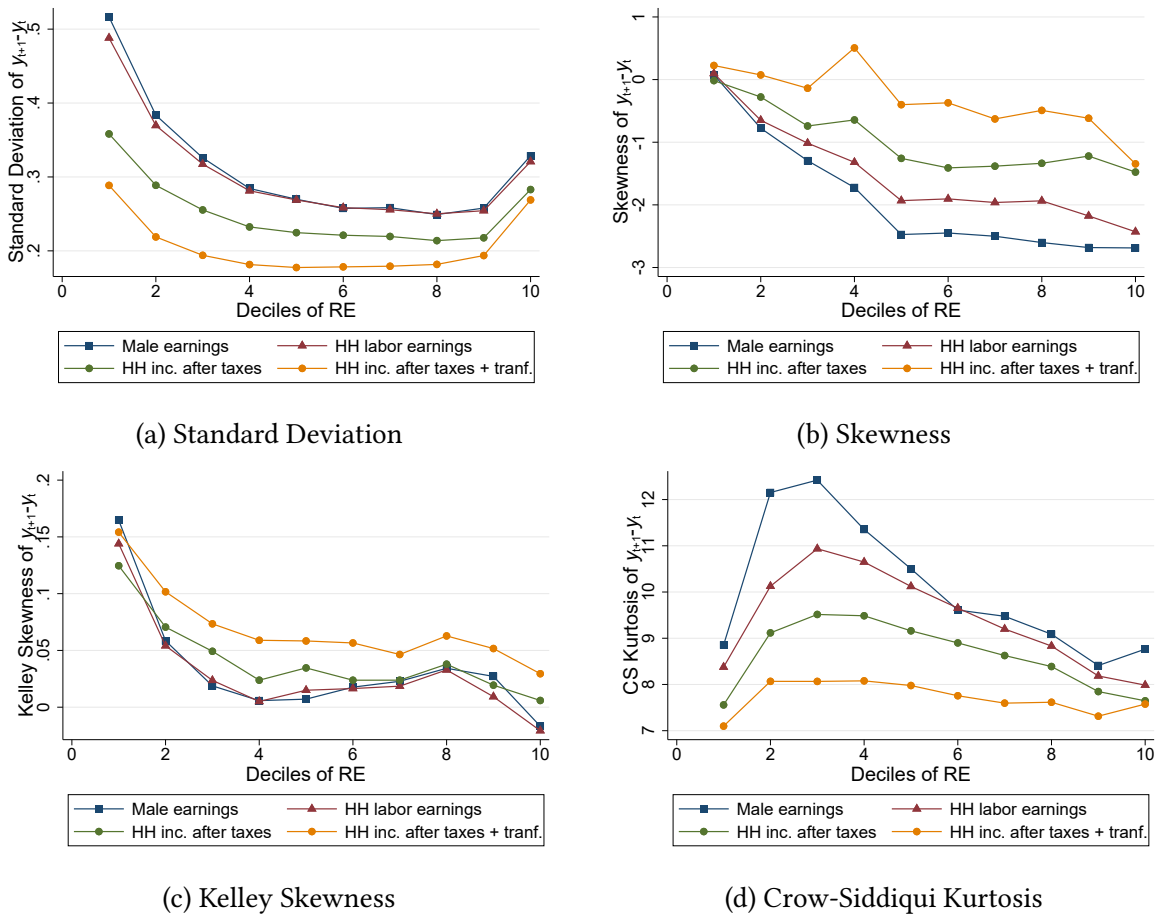 Standard Deviation of yt+1-yt
.2 .3 .4 .5
0 2 4 6 8 10
Deciles of RE
Male earnings HH labor earnings
HH inc. after taxes HH inc. after taxes + tranf.
(a) Standard Deviation
Skewness of yt+1-yt
-3 -2 -1 0 1
0 2 4 6 8 10
Deciles of RE
Male earnings HH labor earnings
HH inc. after taxes HH inc. after taxes + tranf.
(b) Skewness
Kelley Skewness of yt+1-yt
0 .05 .1 .15 .2
0 2 4 6 8 10
Deciles of RE
Male earnings HH labor earnings
HH inc. after taxes HH inc. after taxes + tranf.
(c) Kelley Skewness
CS Kurtosis of yt+1-yt
7 8 9 10 11 12
0 2 4 6 8 10
Deciles of RE
Male earnings HH labor earnings
HH inc. after taxes HH inc. after taxes + tranf.
(d) Crow-Siddiqui Kurtosis